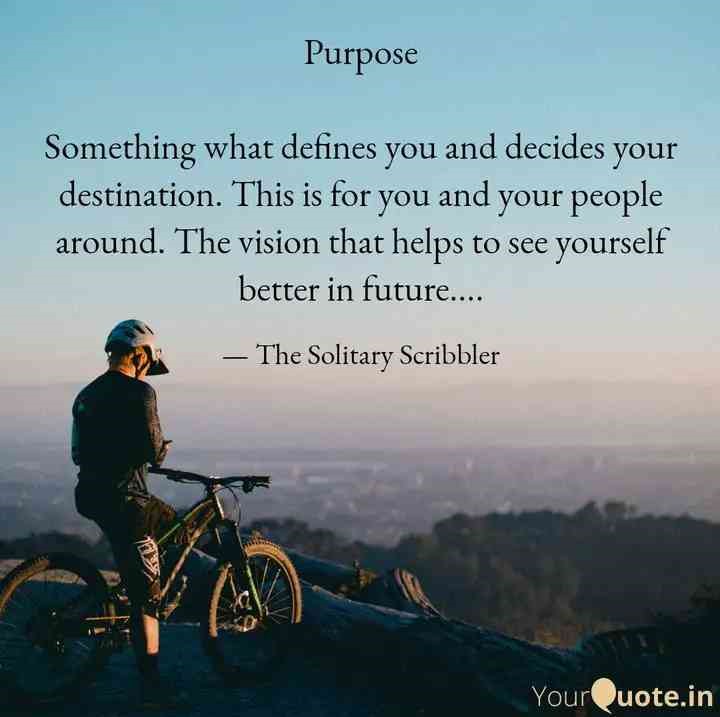 Purpose
Something what defines you and decides your
destination. This is for you and your people
around. The vision that helps to see yourself
better in future....
— The Solitary Scribbler
YourQuote.in